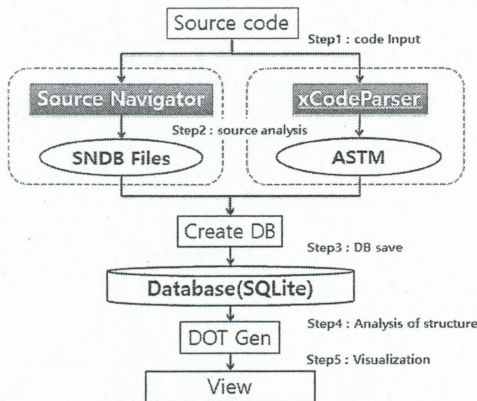 Source code
Step1 : code Input
Source Navigator
xCodeParser
Step2 : source analysis
SNDB Files
ASTM
Create DB
Step3 : DB save
Database(SQLite)
Step4 : Analysis of structure
DOT Gen
Step5 : Visualization
View